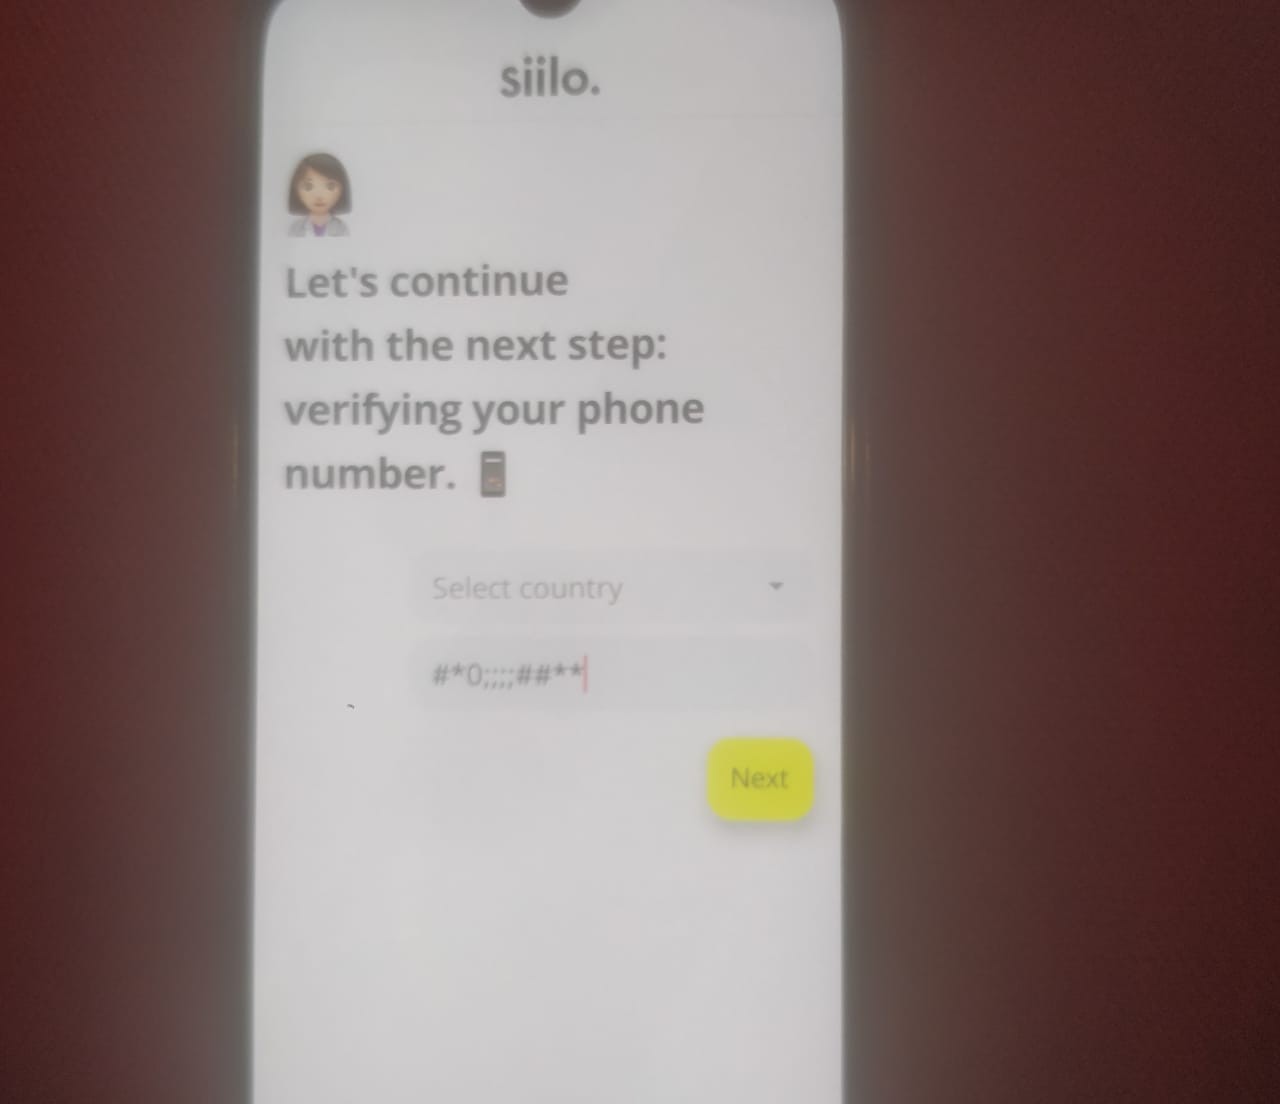 siilo.
Let's continue
with the next step:
verifying your phone
number.
Select country
#*0;;;;##**
Next